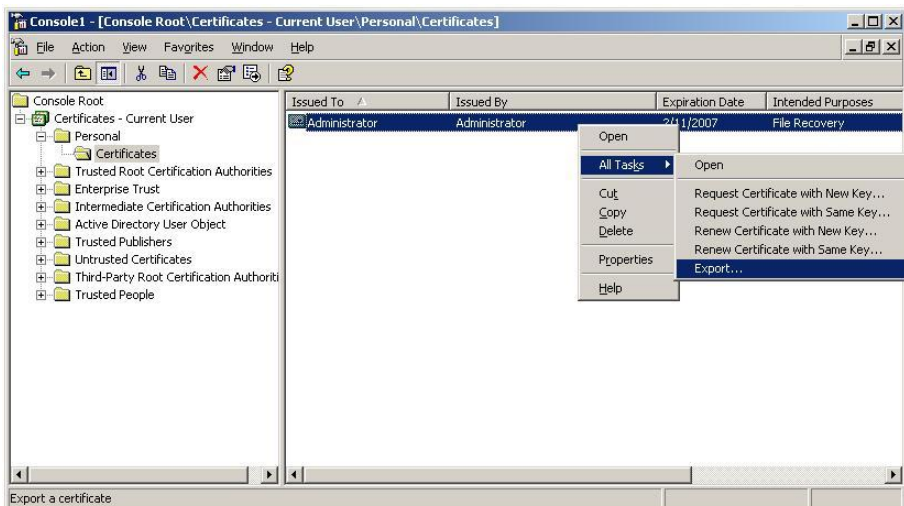 Console1 - [Console Root\Certificates - Current User\Personal\Certificates]
File Action View Favorites Window Help
Console Root
Certificates - Current User
Personal
Certificates
Trusted Root Certification Authorities
Enterprise Trust
Intermediate Certification Authorities
Active Directory User Object
Trusted Publishers
Untrusted Certificates
Third-Party Root Certification Authoriti
Trusted People
Issued To Issued By Expiration Date Intended Purposes
Administrator Administrator 2/11/2007 File Recovery
Open
All Tasks
Cut
Copy
Delete
Properties
Help
Open
Request Certificate with New Key...
Request Certificate with Same Key...
Renew Certificate with New Key...
Renew Certificate with Same Key...
Export...
Export a certificate